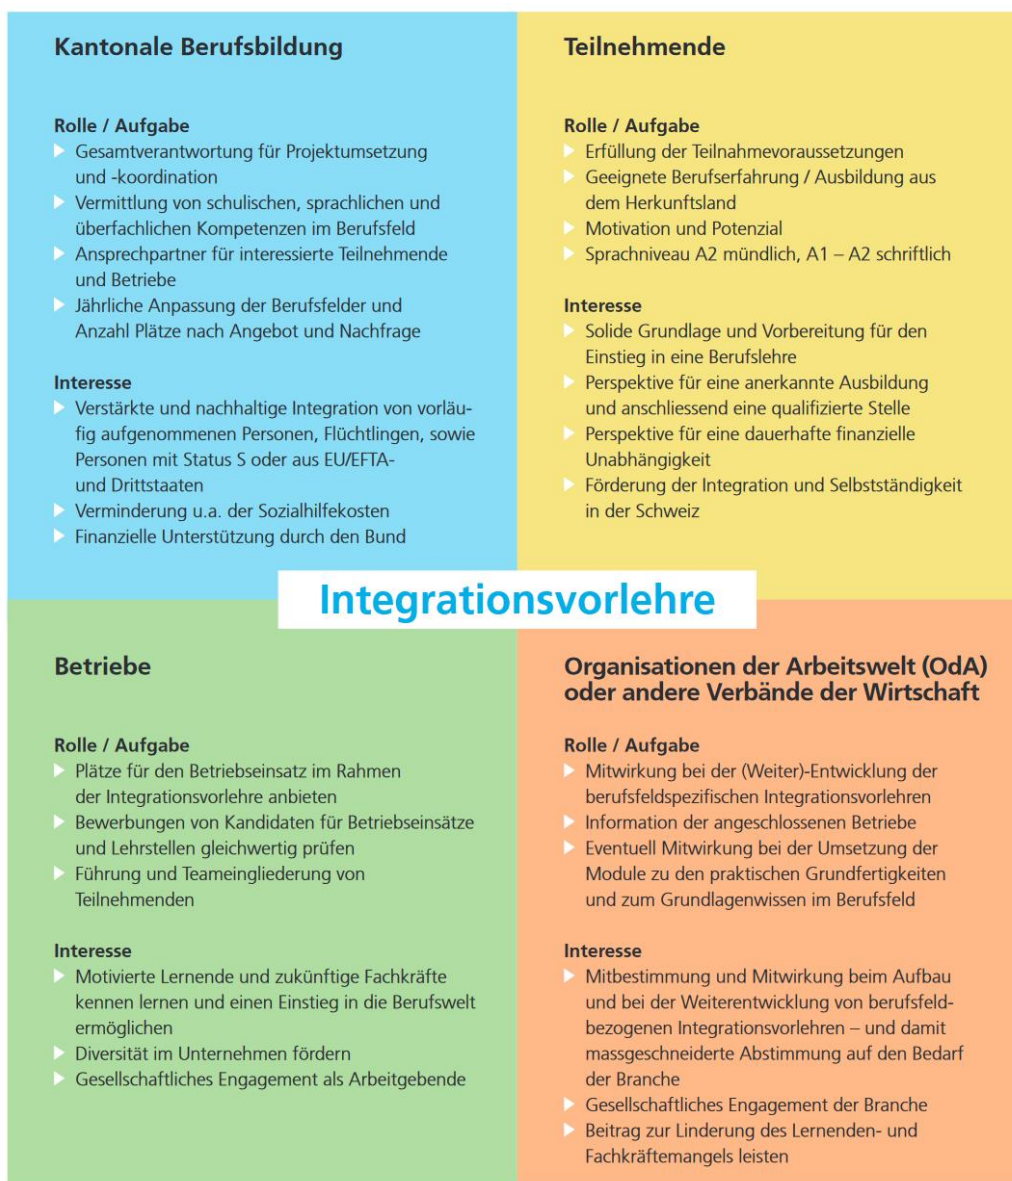 Kantonale Berufsbildung
Rolle / Aufgabe
Gesamtverantwortung für Projektumsetzung
und -koordination
Vermittlung von schulischen, sprachlichen und
überfachlichen Kompetenzen im Berufsfeld
Ansprechpartner für interessierte Teilnehmende
und Betriebe
Jährliche Anpassung der Berufsfelder und
Anzahl Plätze nach Angebot und Nachfrage
Interesse
Verstärkte und nachhaltige Integration von vorläu-
fig aufgenommenen Personen, Flüchtlingen, sowie
Personen mit Status S oder aus EU/EFTA-
und Drittstaaten
Verminderung u.a. der Sozialhilfekosten
Finanzielle Unterstützung durch den Bund
Teilnehmende
Rolle / Aufgabe
Erfüllung der Teilnahmevoraussetzungen
Geeignete Berufserfahrung / Ausbildung aus
dem Herkunftsland
Motivation und Potenzial
Sprachniveau A2 mündlich, A1 – A2 schriftlich
Interesse
Solide Grundlage und Vorbereitung für den
Einstieg in eine Berufslehre
Perspektive für eine anerkannte Ausbildung
und anschliessend eine qualifizierte Stelle
Perspektive für eine dauerhafte finanzielle
Unabhängigkeit
Förderung der Integration und Selbstständigkeit
in der Schweiz
Integrationsvorlehre
Betriebe
Rolle / Aufgabe
Plätze für den Betriebseinsatz im Rahmen
der Integrationsvorlehre anbieten
Bewerbungen von Kandidaten für Betriebseinsätze
und Lehrstellen gleichwertig prüfen
Führung und Teameingliederung von
Teilnehmenden
Interesse
Motivierte Lernende und zukünftige Fachkräfte
kennen lernen und einen Einstieg in die Berufswelt
ermöglichen
Diversität im Unternehmen fördern
Gesellschaftliches Engagement als Arbeitgebende
Organisationen der Arbeitswelt (OdA)
oder andere Verbände der Wirtschaft
Rolle / Aufgabe
Mitwirkung bei der (Weiter)-Entwicklung der
berufsfeldspezifischen Integrationsvorlehren
Information der angeschlossenen Betriebe
Eventuell Mitwirkung bei der Umsetzung der
Module zu den praktischen Grundfertigkeiten
und zum Grundlagenwissen im Berufsfeld
Interesse
Mitbestimmung und Mitwirkung beim Aufbau
und bei der Weiterentwicklung von berufsfeld-
bezogenen Integrationsvorlehren – und damit
massgeschneiderte Abstimmung auf den Bedarf
der Branche
Gesellschaftliches Engagement der Branche
Beitrag zur Linderung des Lernenden- und
Fachkräftemangels leisten